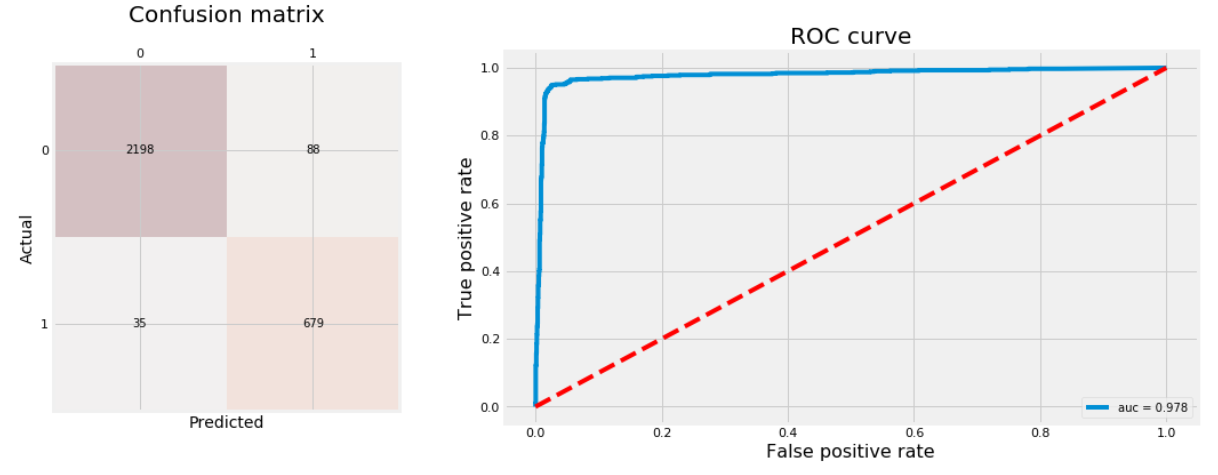 Confusion matrix
0 1
0 2198 88
Actual
1 35 679
Predicted
ROC curve
1.0
0.8
0.6
0.4
0.2
0.0
True positive rate
auc = 0.978
0.0 0.2 0.4 0.6 0.8 1.0
False positive rate